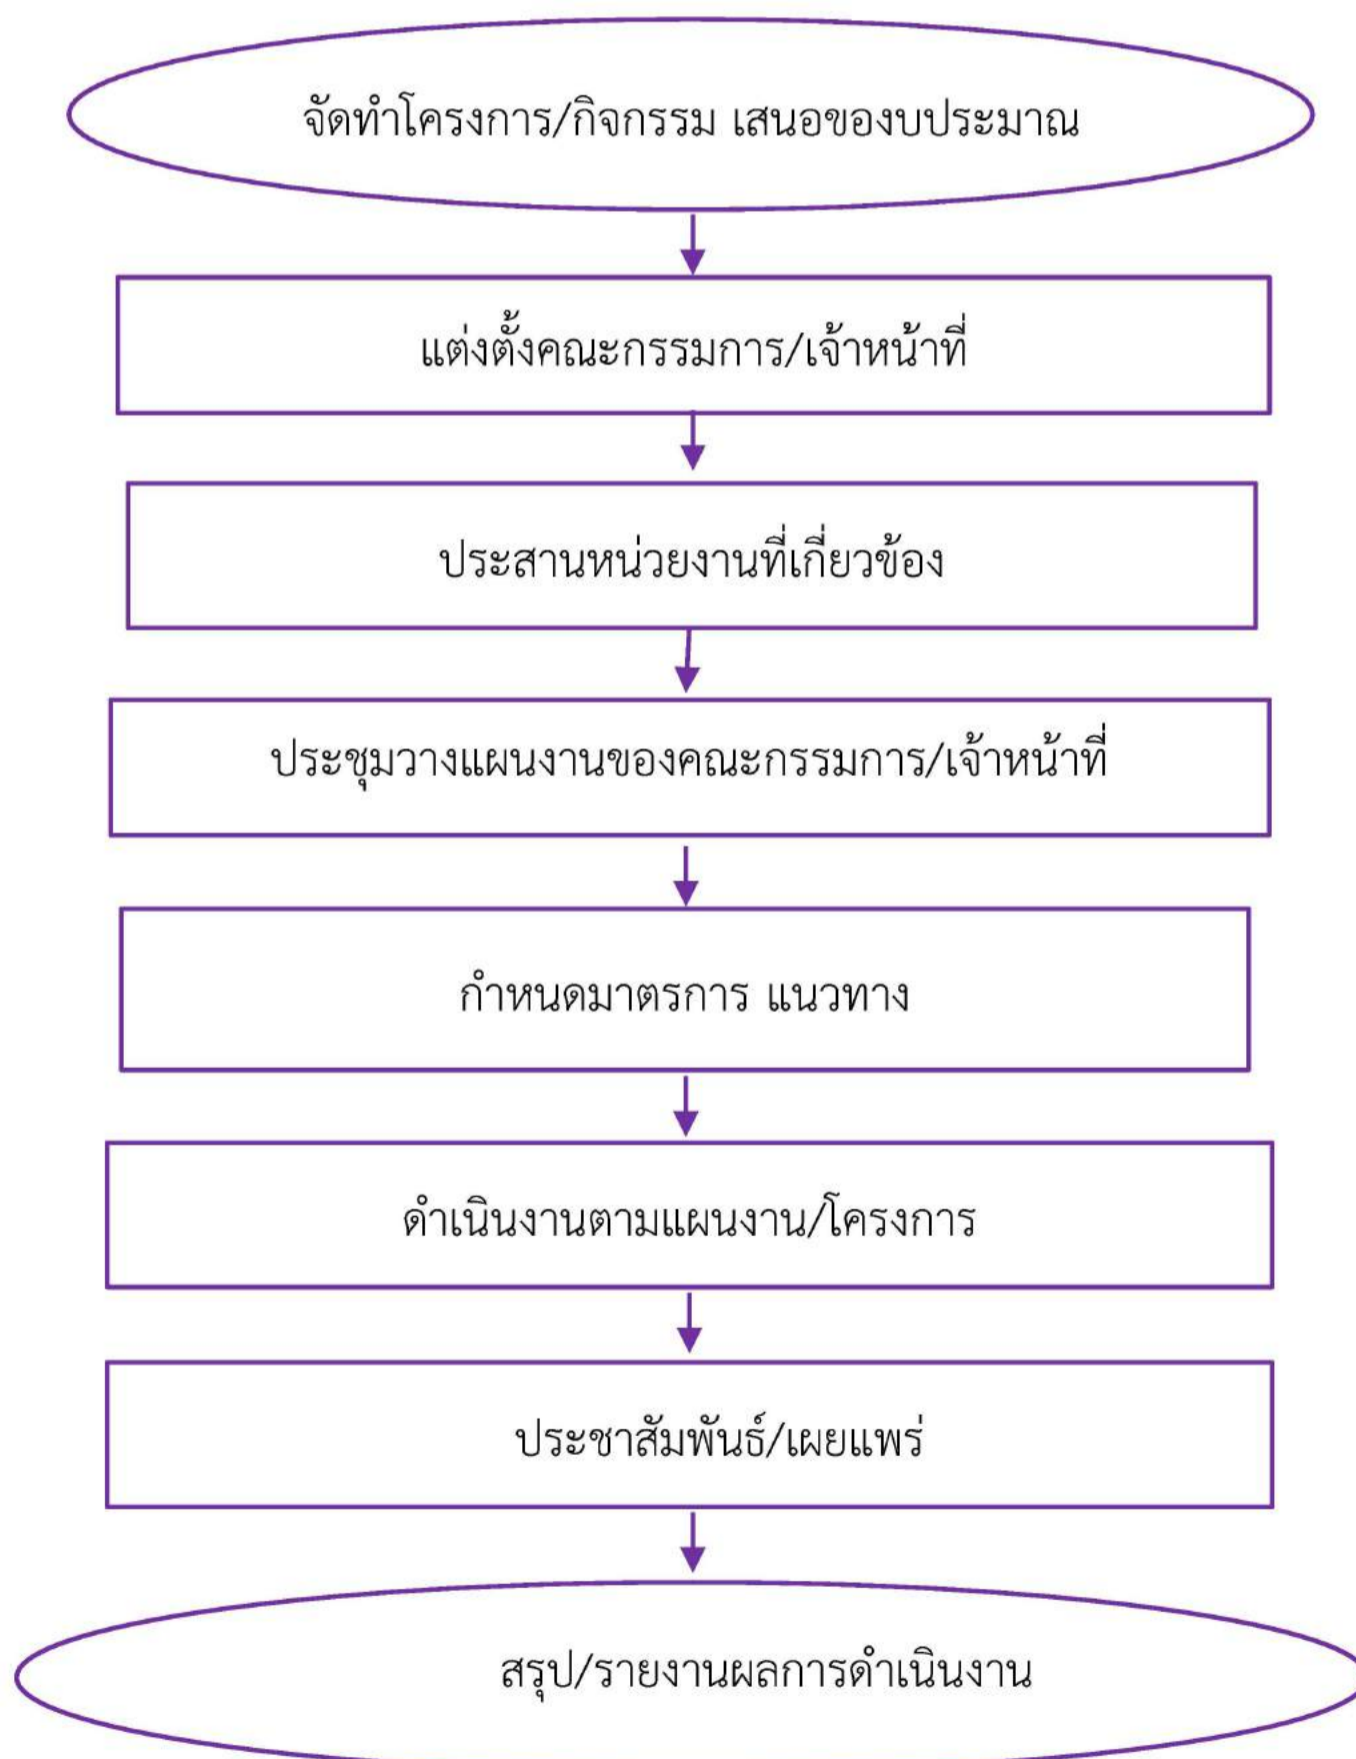 จัดทำโครงการ/กิจกรรม เสนอของบประมาณ
แต่งตั้งคณะกรรมการ/เจ้าหน้าที่
ประสานหน่วยงานที่เกี่ยวข้อง
ประชุมวางแผนงานของคณะกรรมการ/เจ้าหน้าที่
กำหนดมาตรการ แนวทาง
ดำเนินงานตามแผนงาน/โครงการ
ประชาสัมพันธ์/เผยแพร่
สรุป/รายงานผลการดำเนินงาน